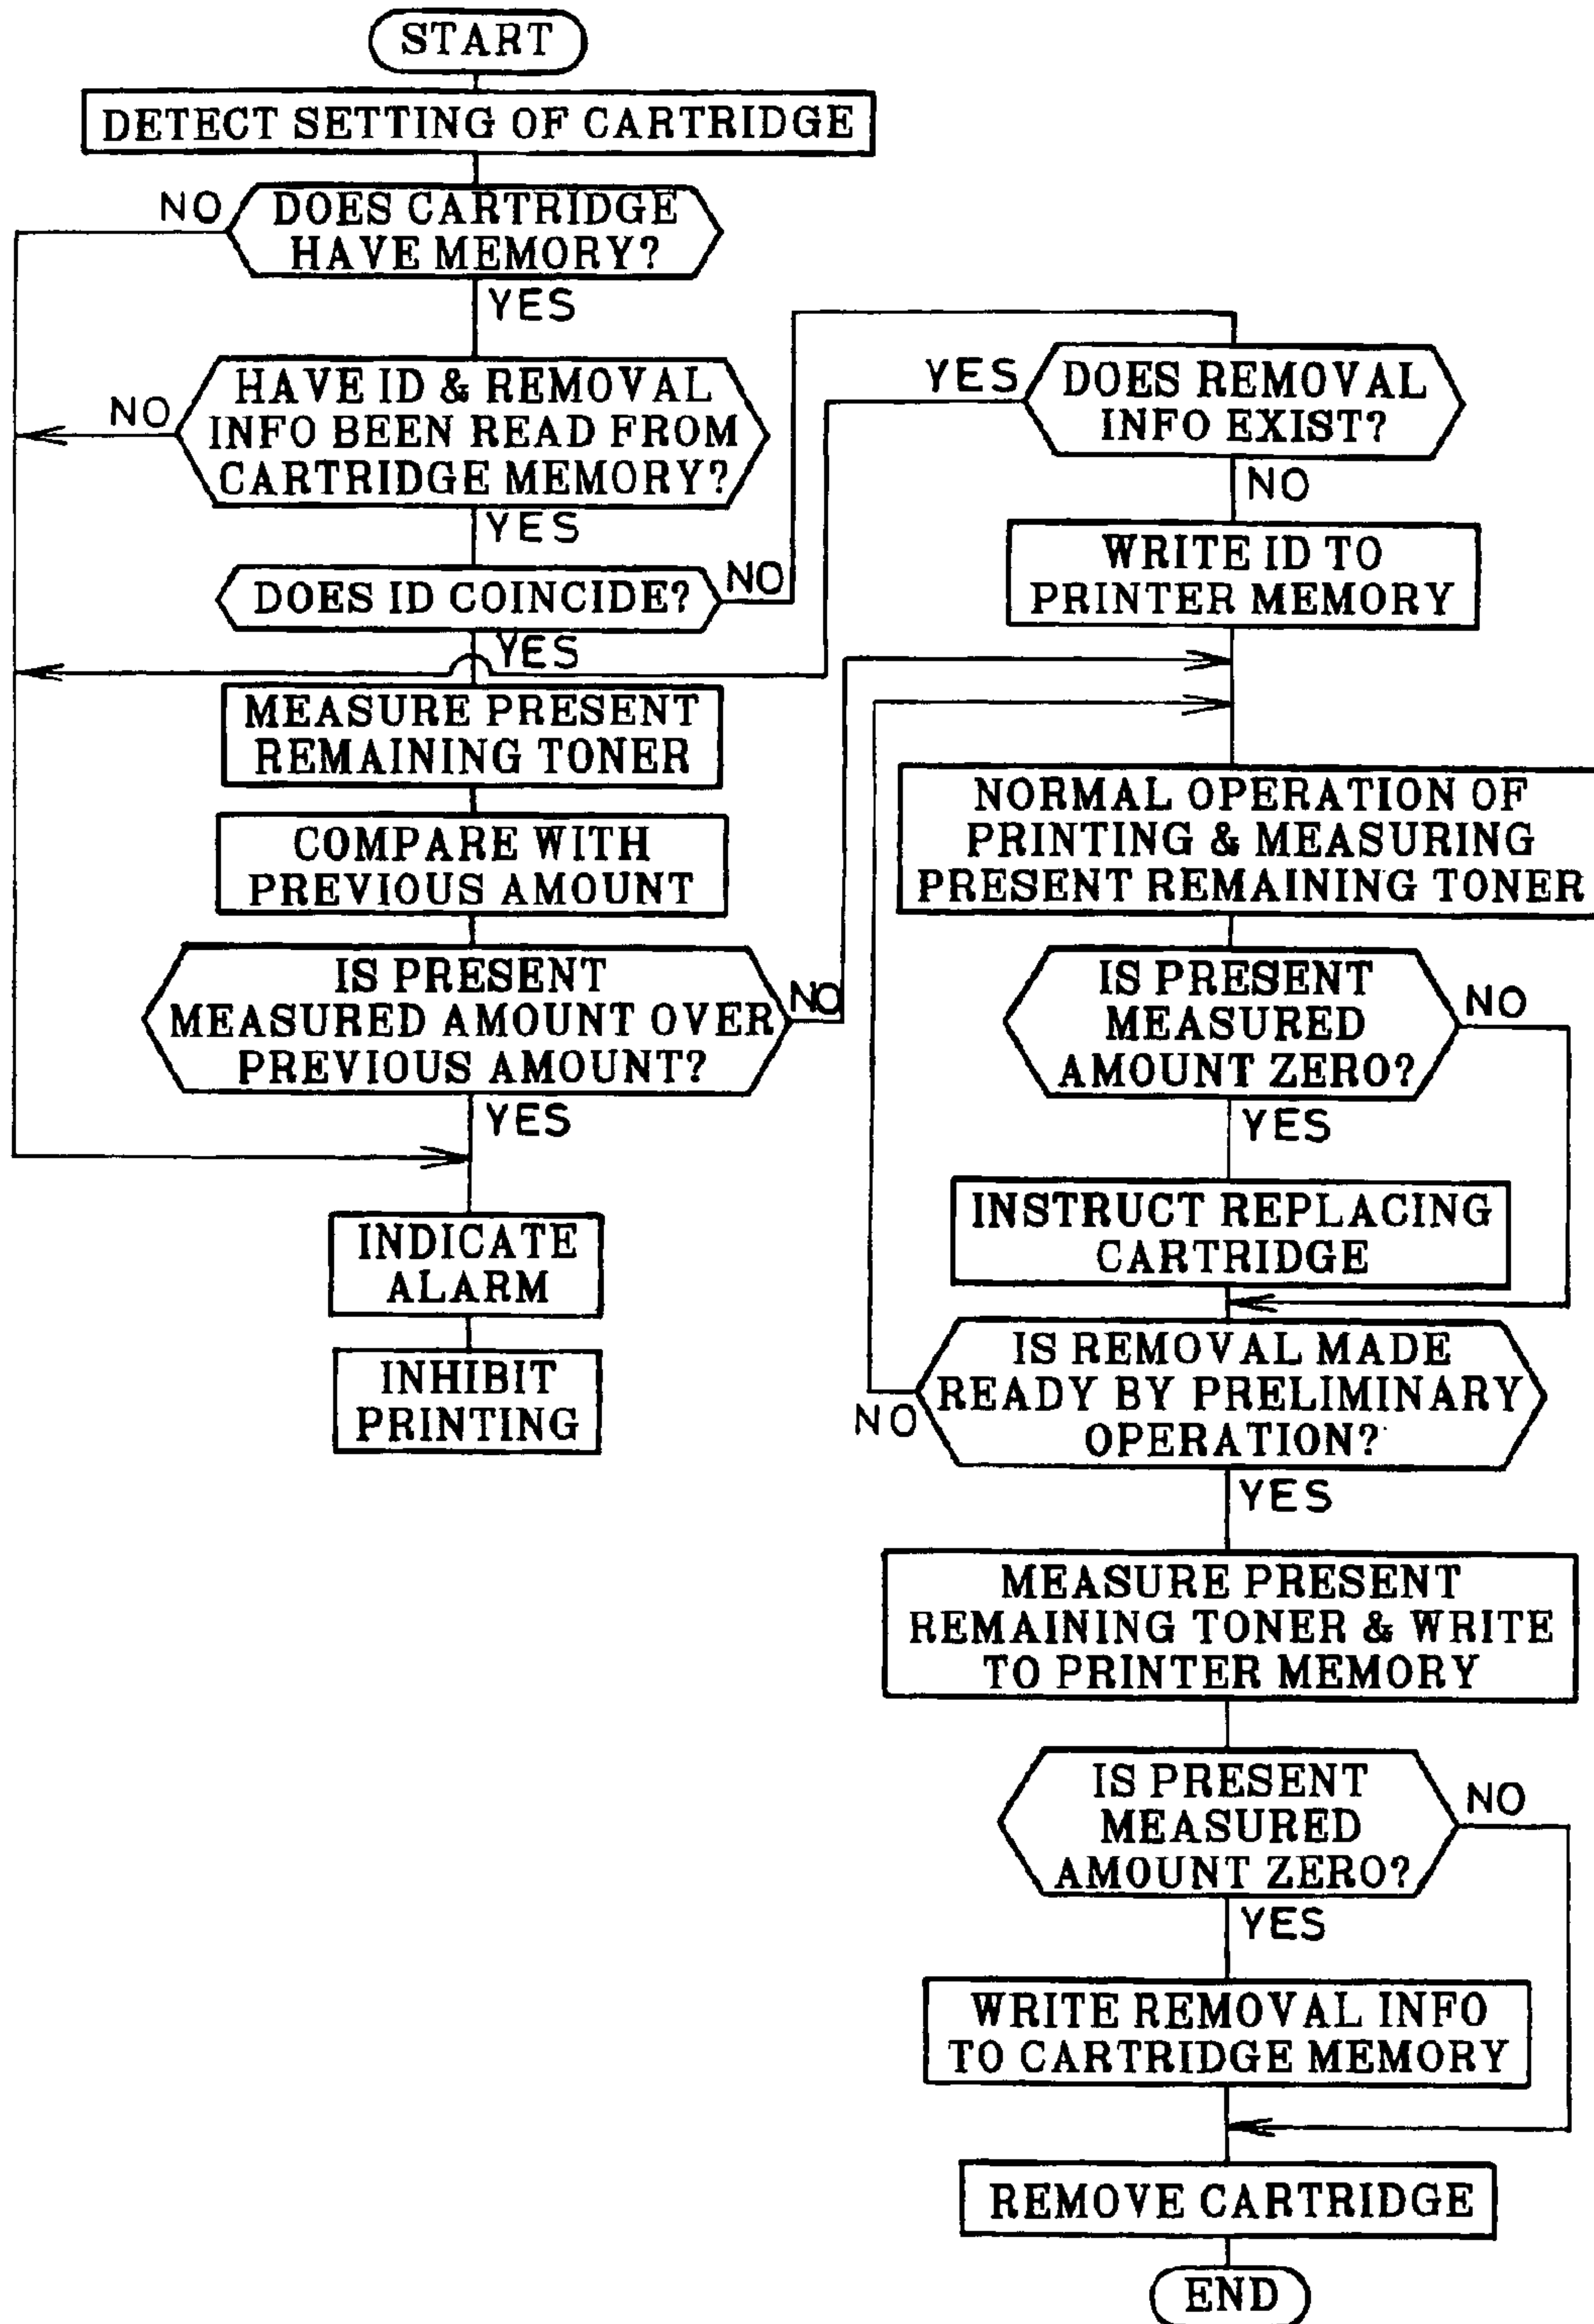 START
DETECT SETTING OF CARTRIDGE
NO
DOES CARTRIDGE
HAVE MEMORY?
YES
NO
HAVE ID & REMOVAL
INFO BEEN READ FROM
CARTRIDGE MEMORY?
YES
DOES ID COINCIDE?
NO
YES
MEASURE PRESENT
REMAINING TONER
COMPARE WITH
PREVIOUS AMOUNT
IS PRESENT
MEASURED AMOUNT OVER
PREVIOUS AMOUNT?
NO
YES
INDICATE
ALARM
INHIBIT
PRINTING
YES
DOES REMOVAL
INFO EXIST?
NO
WRITE ID TO
PRINTER MEMORY
NORMAL OPERATION OF
PRINTING & MEASURING
PRESENT REMAINING TONER
IS PRESENT
MEASURED
AMOUNT ZERO?
NO
YES
INSTRUCT REPLACING
CARTRIDGE
IS REMOVAL MADE
READY BY PRELIMINARY
OPERATION?
NO
YES
MEASURE PRESENT
REMAINING TONER & WRITE
TO PRINTER MEMORY
IS PRESENT
MEASURED
AMOUNT ZERO?
NO
YES
WRITE REMOVAL INFO
TO CARTRIDGE MEMORY
REMOVE CARTRIDGE
END